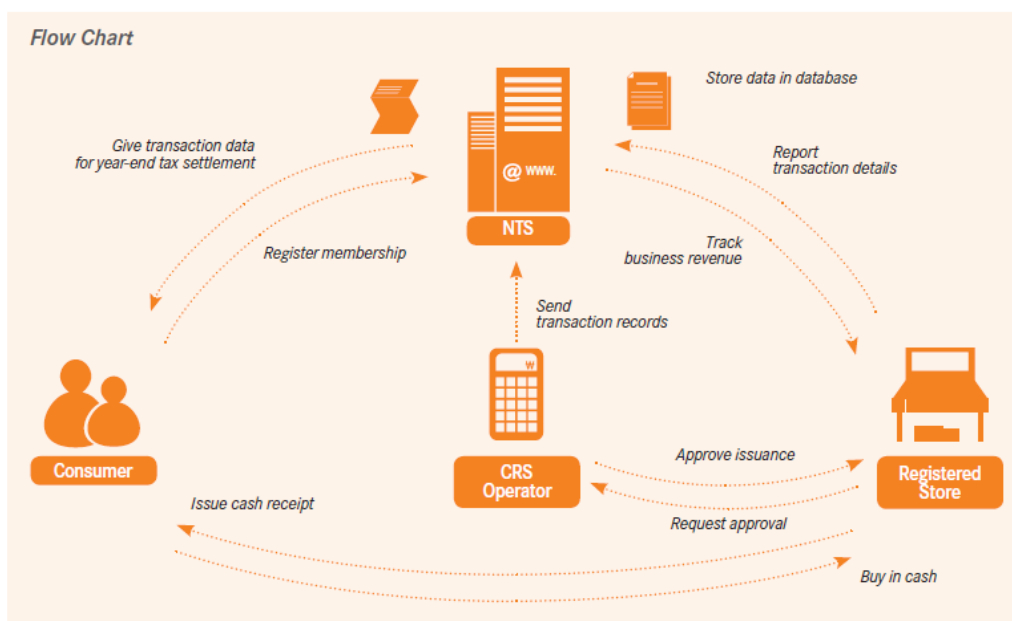 Flow Chart
Store data in database
Give transaction data
for year-end tax settlement
Report
transaction details
@ www.
NTS
Register membership
Track
business revenue
Send
transaction records
₩
Consumer
CRS
Operator
Approve issuance
Registered
Store
Issue cash receipt
Request approval
Buy in cash